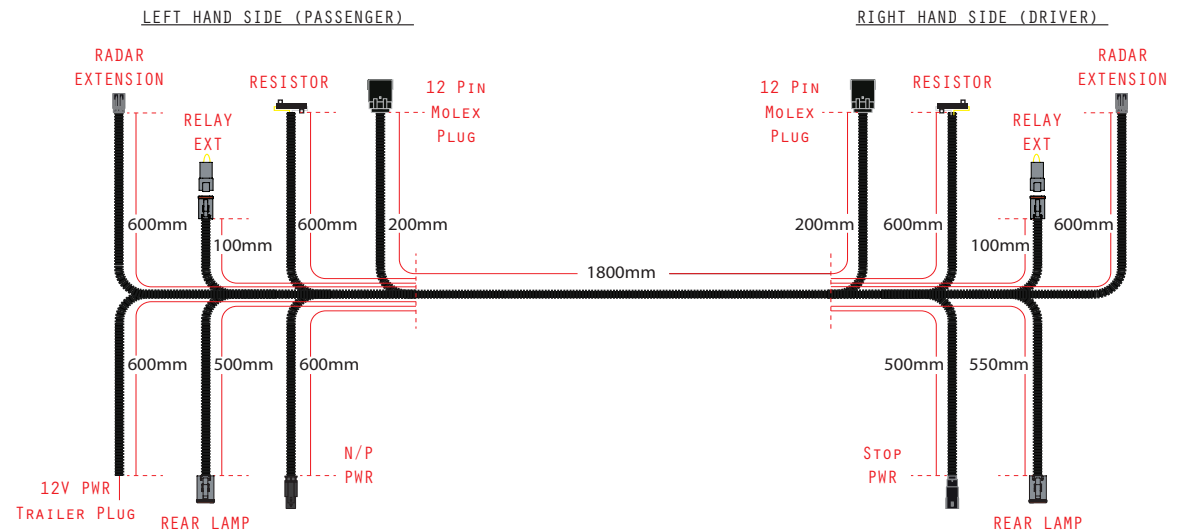 LEFT HAND SIDE (PASSENGER)
RIGHT HAND SIDE (DRIVER)
RADAR
EXTENSION
RESISTOR
12 PIN
MOLEX
PLUG
RELAY
EXT
12 PIN
MOLEX
PLUG
RESISTOR
RADAR
EXTENSION
RELAY
EXT
600mm
100mm
600mm
200mm
1800mm
200mm
600mm
100mm
600mm
600mm
500mm
600mm
500mm
550mm
N/P
PWR
STOP
PWR
12V PWR
TRAILER PLUG
REAR LAMP
REAR LAMP